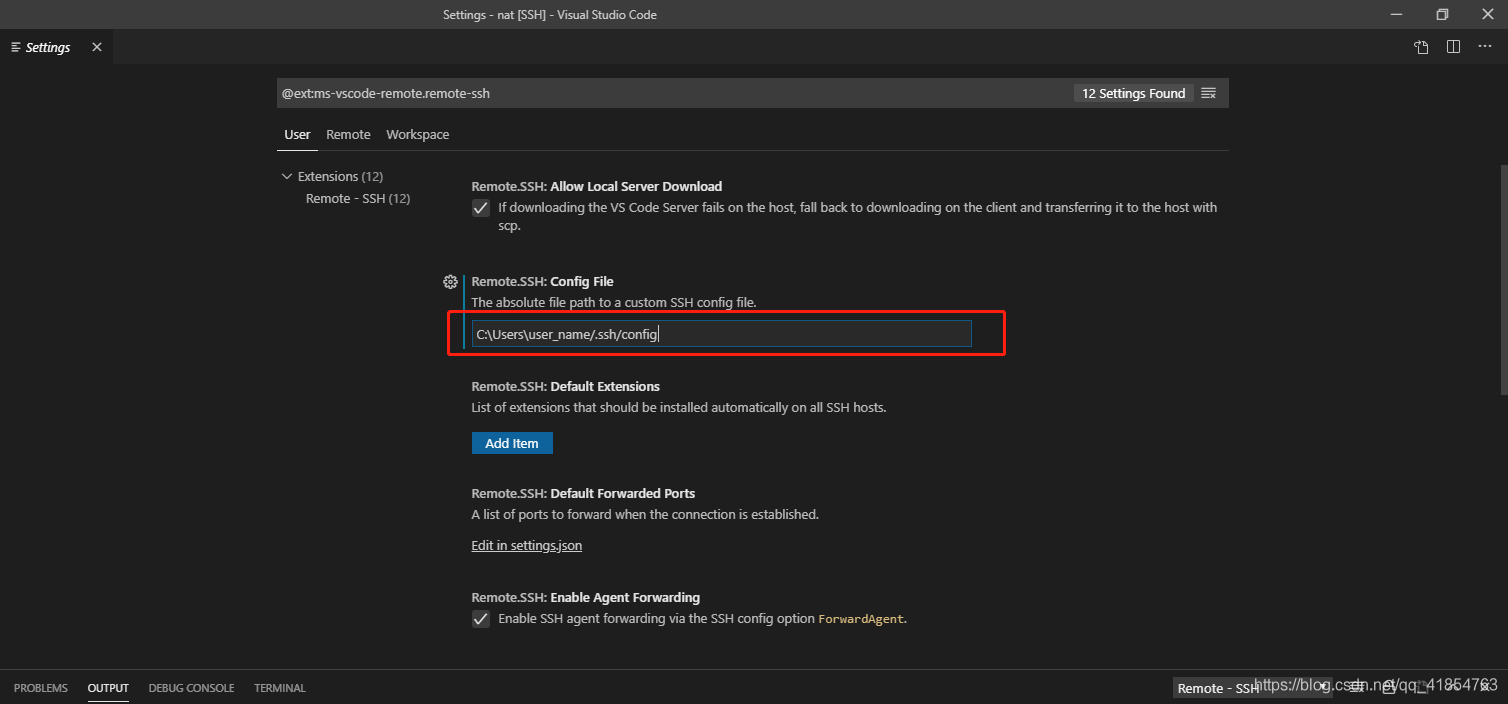 Settings - nat [SSH] - Visual Studio Code
Settings
@ext:ms-vscode-remote.remote-ssh
12 Settings Found
User Remote Workspace
Extensions (12)
Remote - SSH (12)
Remote.SSH: Allow Local Server Download
If downloading the VS Code Server fails on the host, fall back to downloading on the client and transferring it to the host with
scp.
Remote.SSH: Config File
The absolute file path to a custom SSH config file.
C:\Users\user_name/.ssh/config
Remote.SSH: Default Extensions
List of extensions that should be installed automatically on all SSH hosts.
Add Item
Remote.SSH: Default Forwarded Ports
A list of ports to forward when the connection is established.
Edit in settings.json
Remote.SSH: Enable Agent Forwarding
Enable SSH agent forwarding via the SSH config option ForwardAgent.
PROBLEMS OUTPUT DEBUG CONSOLE TERMINAL
Remote - SSH
https://blog.csdn.net/qq_41854763